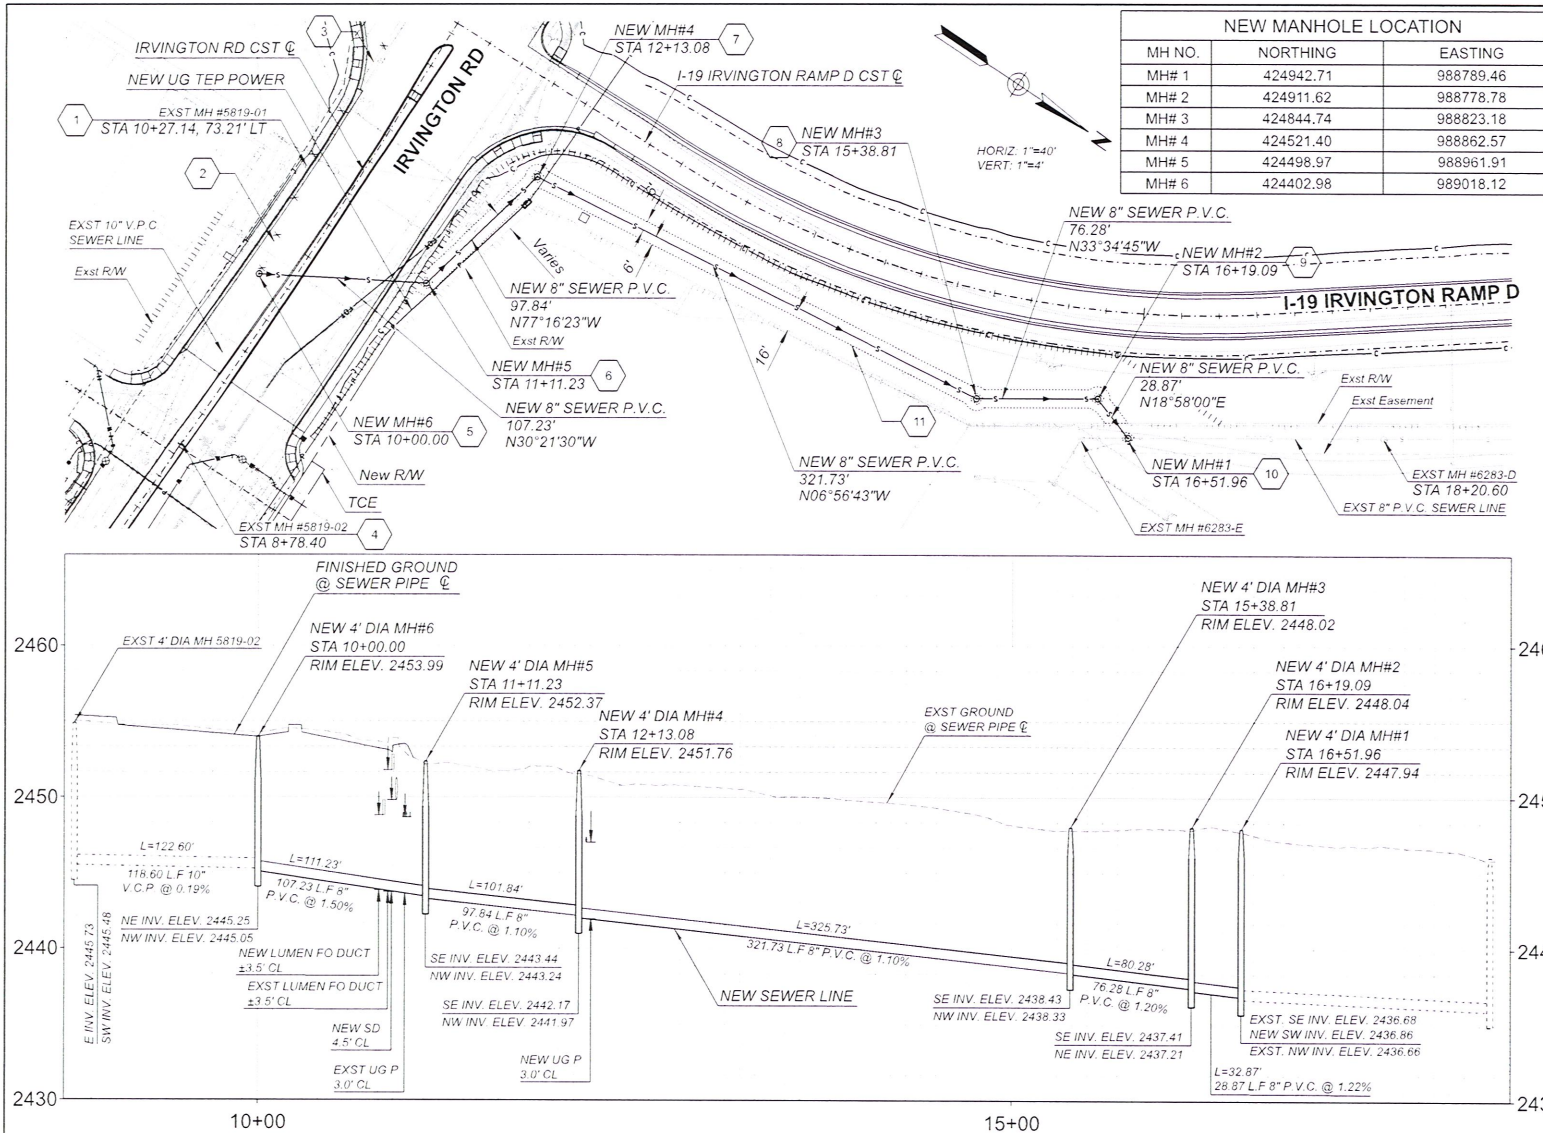 NEW MANHOLE LOCATION
MH NO. NORTHING EASTING
MH# 1 424942.71 988789.46
MH# 2 424911.62 988778.78
MH# 3 424844.74 988823.18
MH# 4 424521.40 988862.57
MH# 5 424498.97 988961.91
MH# 6 424402.98 989018.12
3
IRVINGTON RD CST ℄
NEW UG TEP POWER
1
EXST MH #5819-01
STA 10+27.14, 73.21' LT
2
EXST 10" V.P.C
SEWER LINE
Exst R/W
IRVINGTON RD
NEW MH#4
STA 12+13.08
7
I-19 IRVINGTON RAMP D CST ℄
8
NEW MH#3
STA 15+38.81
HORIZ: 1"=40'
VERT: 1"=4'
N
NEW 8" SEWER P.V.C.
76.28'
N33°34'45"W
NEW MH#2
STA 16+19.09
9
I-19 IRVINGTON RAMP D
10'
6'
Varies
16'
NEW 8" SEWER P.V.C.
97.84'
N77°16'23"W
Exst R/W
NEW MH#5
STA 11+11.23
6
NEW 8" SEWER P.V.C.
107.23'
N30°21'30"W
NEW MH#6
STA 10+00.00
5
New R/W
TCE
EXST MH #5819-02
STA 8+78.40
4
11
NEW 8" SEWER P.V.C.
321.73'
N06°56'43"W
NEW 8" SEWER P.V.C.
28.87'
N18°58'00"E
Exst R/W
Exst Easement
NEW MH#1
STA 16+51.96
10
EXST MH #6283-D
STA 18+20.60
EXST 8" P.V.C. SEWER LINE
EXST MH #6283-E
FINISHED GROUND
@ SEWER PIPE ℄
EXST 4' DIA MH 5819-02
NEW 4' DIA MH#6
STA 10+00.00
RIM ELEV. 2453.99
NEW 4' DIA MH#5
STA 11+11.23
RIM ELEV. 2452.37
NEW 4' DIA MH#4
STA 12+13.08
RIM ELEV. 2451.76
EXST GROUND
@ SEWER PIPE ℄
NEW 4' DIA MH#3
STA 15+38.81
RIM ELEV. 2448.02
NEW 4' DIA MH#2
STA 16+19.09
RIM ELEV. 2448.04
NEW 4' DIA MH#1
STA 16+51.96
RIM ELEV. 2447.94
2460
2450
2440
2430
L=122.60'
118.60 L.F 10"
V.C.P. @ 0.19%
L=111.23'
107.23 L.F 8"
P.V.C. @ 1.50%
L=101.84'
97.84 L.F 8"
P.V.C. @ 1.10%
L=325.73'
321.73 L.F 8" P.V.C. @ 1.10%
L=80.28'
76.28 L.F 8"
P.V.C. @ 1.20%
E INV. ELEV. 2445.73
SW INV. ELEV. 2445.48
NE INV. ELEV. 2445.25
NW INV. ELEV. 2445.05
NEW LUMEN FO DUCT
±3.5' CL
EXST LUMEN FO DUCT
±3.5' CL
NEW SD
4.5' CL
EXST UG P
3.0' CL
SE INV. ELEV. 2443.44
NW INV. ELEV. 2443.24
SE INV. ELEV. 2442.17
NW INV. ELEV. 2441.97
NEW UG P
3.0' CL
NEW SEWER LINE
SE INV. ELEV. 2438.43
NW INV. ELEV. 2438.33
SE INV. ELEV. 2437.41
NE INV. ELEV. 2437.21
EXST. SE INV. ELEV. 2436.68
NEW SW INV. ELEV. 2436.86
EXST. NW INV. ELEV. 2436.66
L=32.87'
28.87 L.F 8" P.V.C. @ 1.22%
10+00
15+00